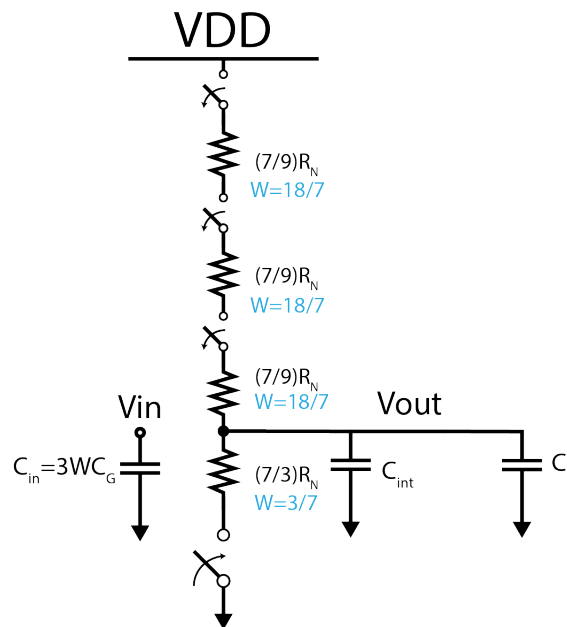 VDD
(7/9)R_N
W=18/7
(7/9)R_N
W=18/7
(7/9)R_N
W=18/7
Vin
Vout
C_in=3WC_G
(7/3)R_N
W=3/7
C_int
C